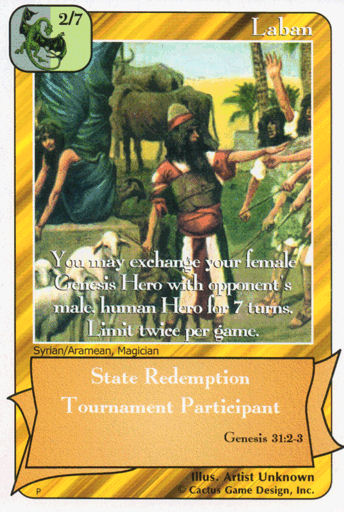 2/7
Laban
You may exchange your female
Genesis Hero with opponent's
male, human Hero for 7 turns.
Limit twice per game.
Syrian/Aramean, Magician
State Redemption
Tournament Participant
Genesis 31:2-3
Illus. Artist Unknown
P
© Cactus Game Design, Inc.